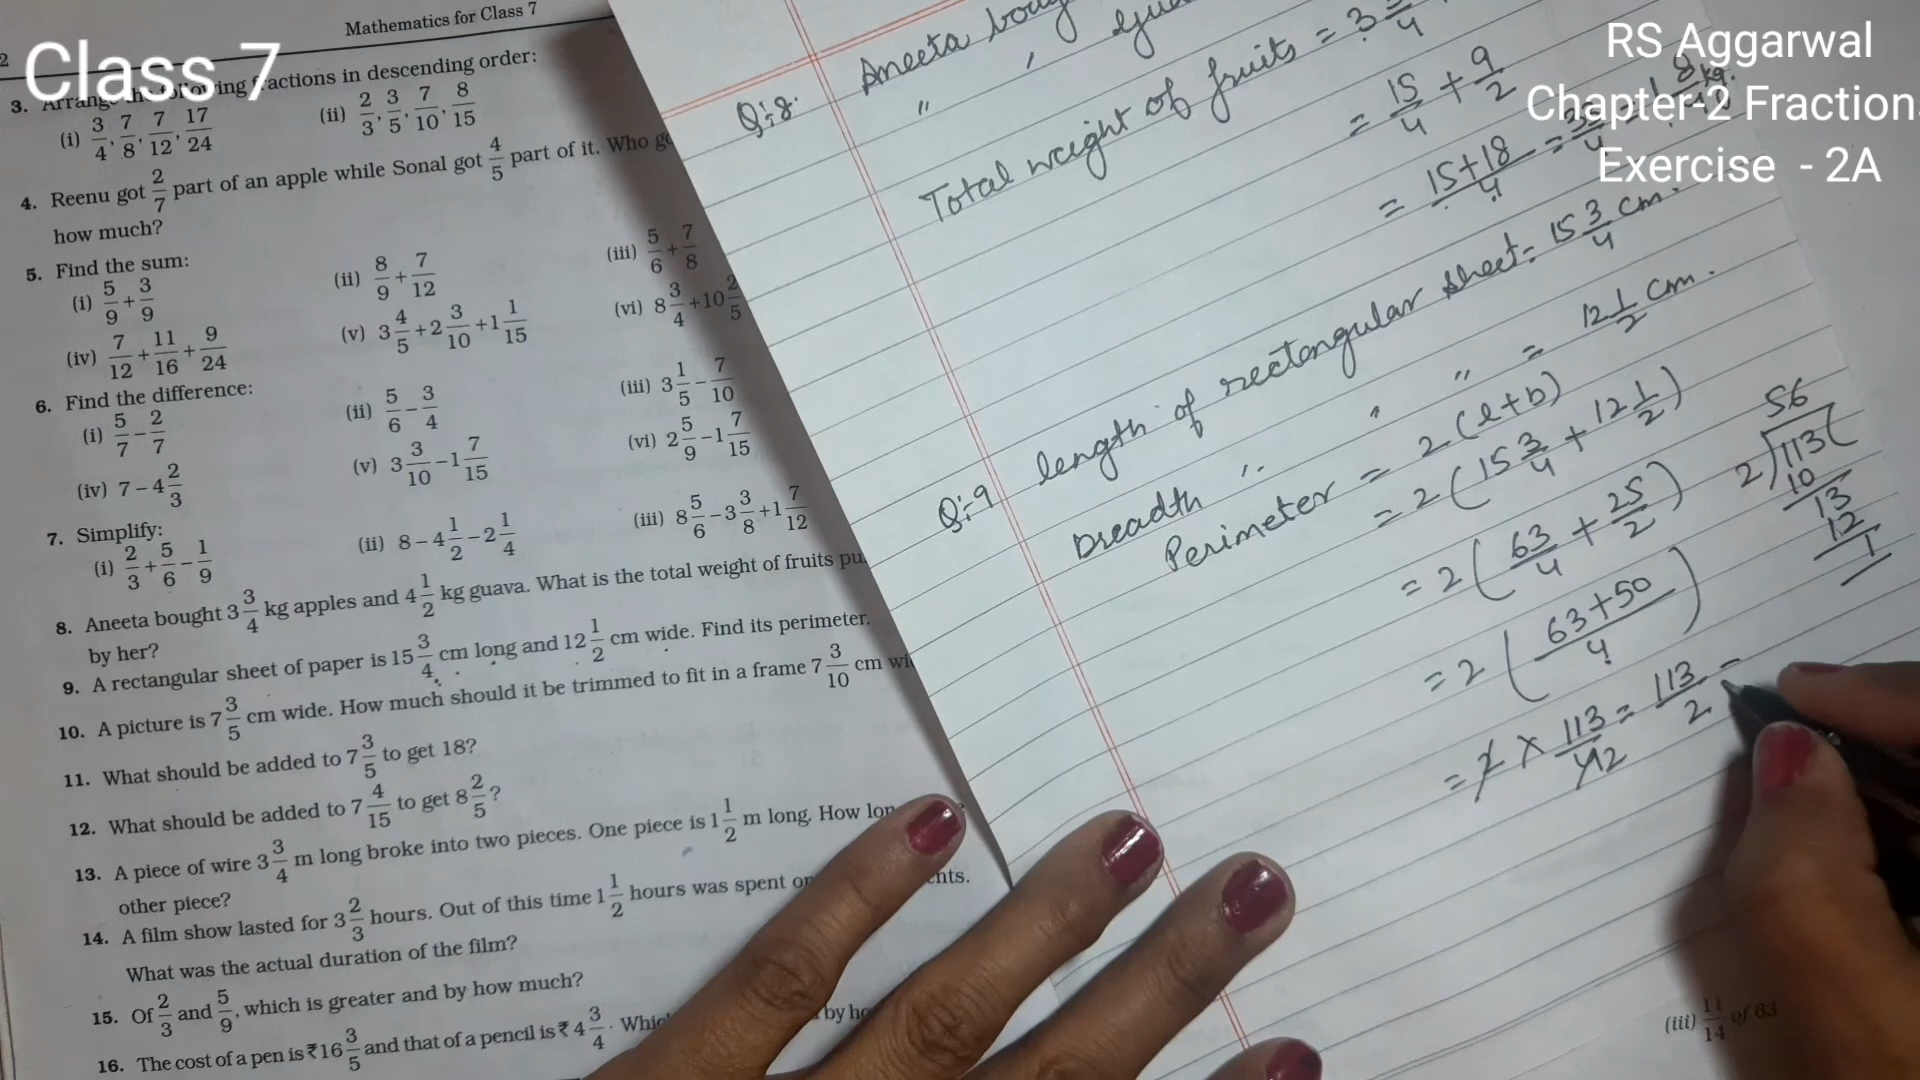 Mathematics for Class 7
2
Class 7
RS Aggarwal
Chapter-2 Fraction
Exercise - 2A
3. Arrange the following fractions in descending order:
(i) 3/4, 7/8, 7/12, 17/24 (ii) 2/3, 3/5, 7/10, 8/15
4. Reenu got 2/7 part of an apple while Sonal got 4/5 part of it. Who
how much?
5. Find the sum:
(i) 5/9 + 3/9 (ii) 8/9 + 7/12 (iii) 5/6 + 7/8
(iv) 7/12 + 11/16 + 9/24 (v) 3 4/5 + 2 3/10 + 1 1/15 (vi) 8 3/4 + 10 2/5
6. Find the difference:
(i) 5/7 - 2/7 (ii) 5/6 - 3/4 (iii) 3 1/5 - 7/10
(iv) 7 - 4 2/3 (v) 3 3/10 - 1 7/15 (vi) 2 5/9 - 1 7/15
7. Simplify:
(i) 2/3 + 5/6 - 1/9 (ii) 8 - 4 1/2 - 2 1/4 (iii) 8 5/6 - 3 3/8 + 1 7/12
8. Aneeta bought 3 3/4 kg apples and 4 1/2 kg guava. What is the total weight of fruits pu
by her?
9. A rectangular sheet of paper is 15 3/4 cm long and 12 1/2 cm wide. Find its perimeter.
10. A picture is 7 3/5 cm wide. How much should it be trimmed to fit in a frame 7 3/10 cm wi
11. What should be added to 7 3/5 to get 18?
12. What should be added to 7 4/15 to get 8 2/5?
13. A piece of wire 3 3/4 m long broke into two pieces. One piece is 1 1/2 m long. How lon
other piece?
14. A film show lasted for 3 2/3 hours. Out of this time 1 1/2 hours was spent on ents.
What was the actual duration of the film?
15. Of 2/3 and 5/9, which is greater and by how much?
16. The cost of a pen is ₹16 3/5 and that of a pencil is ₹4 3/4. Whic by ho
Q:8. Aneeta
Total weight of fruits = 3 3/4
= 15/4 + 9/2
= 15+18/4 =
Q:9 length of rectangular sheet = 15 3/4 cm.
Breadth " " " = 12 1/2 cm.
Perimeter = 2(l+b)
= 2(15 3/4 + 12 1/2)
= 2(63/4 + 25/2)
= 2(63+50/4)
= 2 × 113/4 2 = 113/2 =
56
2)113(
10
13
12
1
(iii) 11/14 of 63